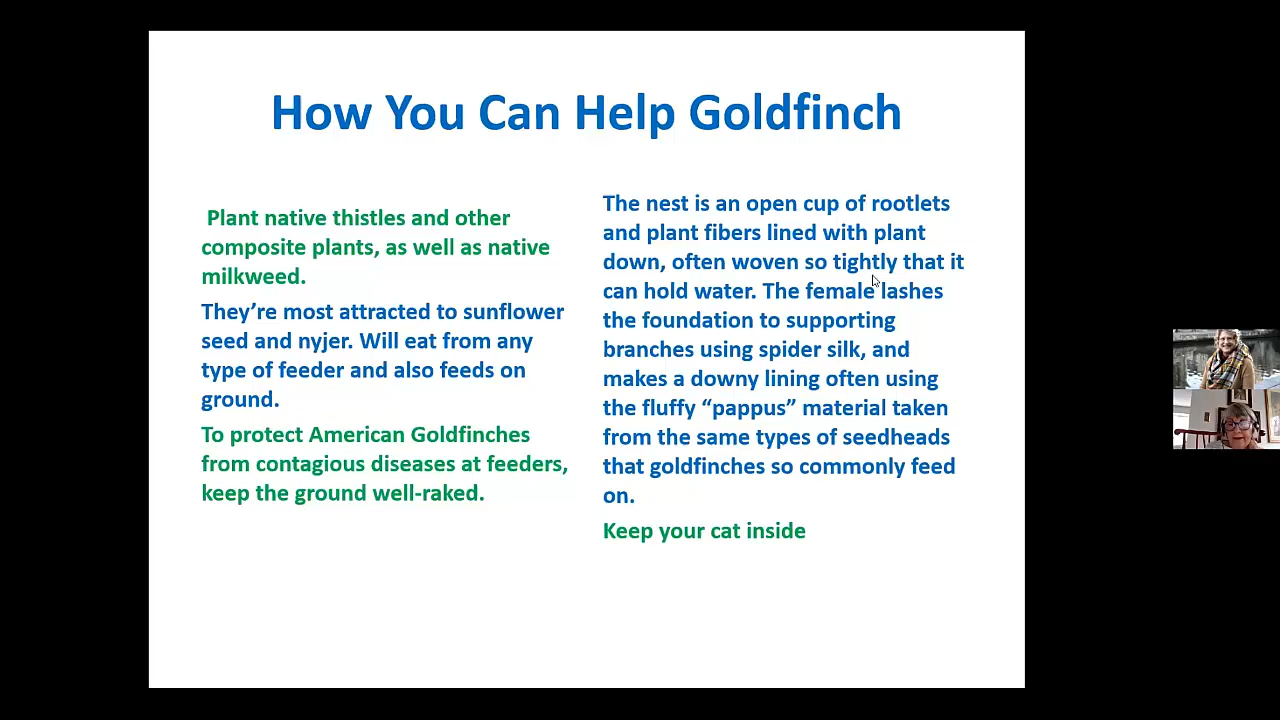 How You Can Help Goldfinch
Plant native thistles and other
composite plants, as well as native
milkweed.
They’re most attracted to sunflower
seed and nyjer. Will eat from any
type of feeder and also feeds on
ground.
To protect American Goldfinches
from contagious diseases at feeders,
keep the ground well-raked.
The nest is an open cup of rootlets
and plant fibers lined with plant
down, often woven so tightly that it
can hold water. The female lashes
the foundation to supporting
branches using spider silk, and
makes a downy lining often using
the fluffy “pappus” material taken
from the same types of seedheads
that goldfinches so commonly feed
on.
Keep your cat inside